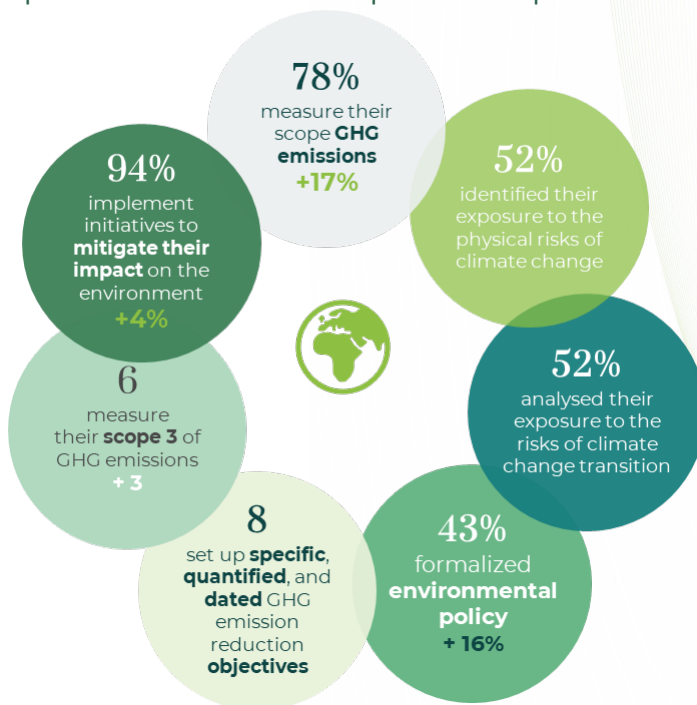 78%
measure their
scope GHG
emissions
+17%
52%
identified their
exposure to the
physical risks of
climate change
52%
analysed their
exposure to the
risks of climate
change transition
43%
formalized
environmental
policy
+ 16%
8
set up specific,
quantified, and
dated GHG
emission
reduction
objectives
6
measure
their scope 3 of
GHG emissions
+ 3
94%
implement
initiatives to
mitigate their
impact on the
environment
+4%